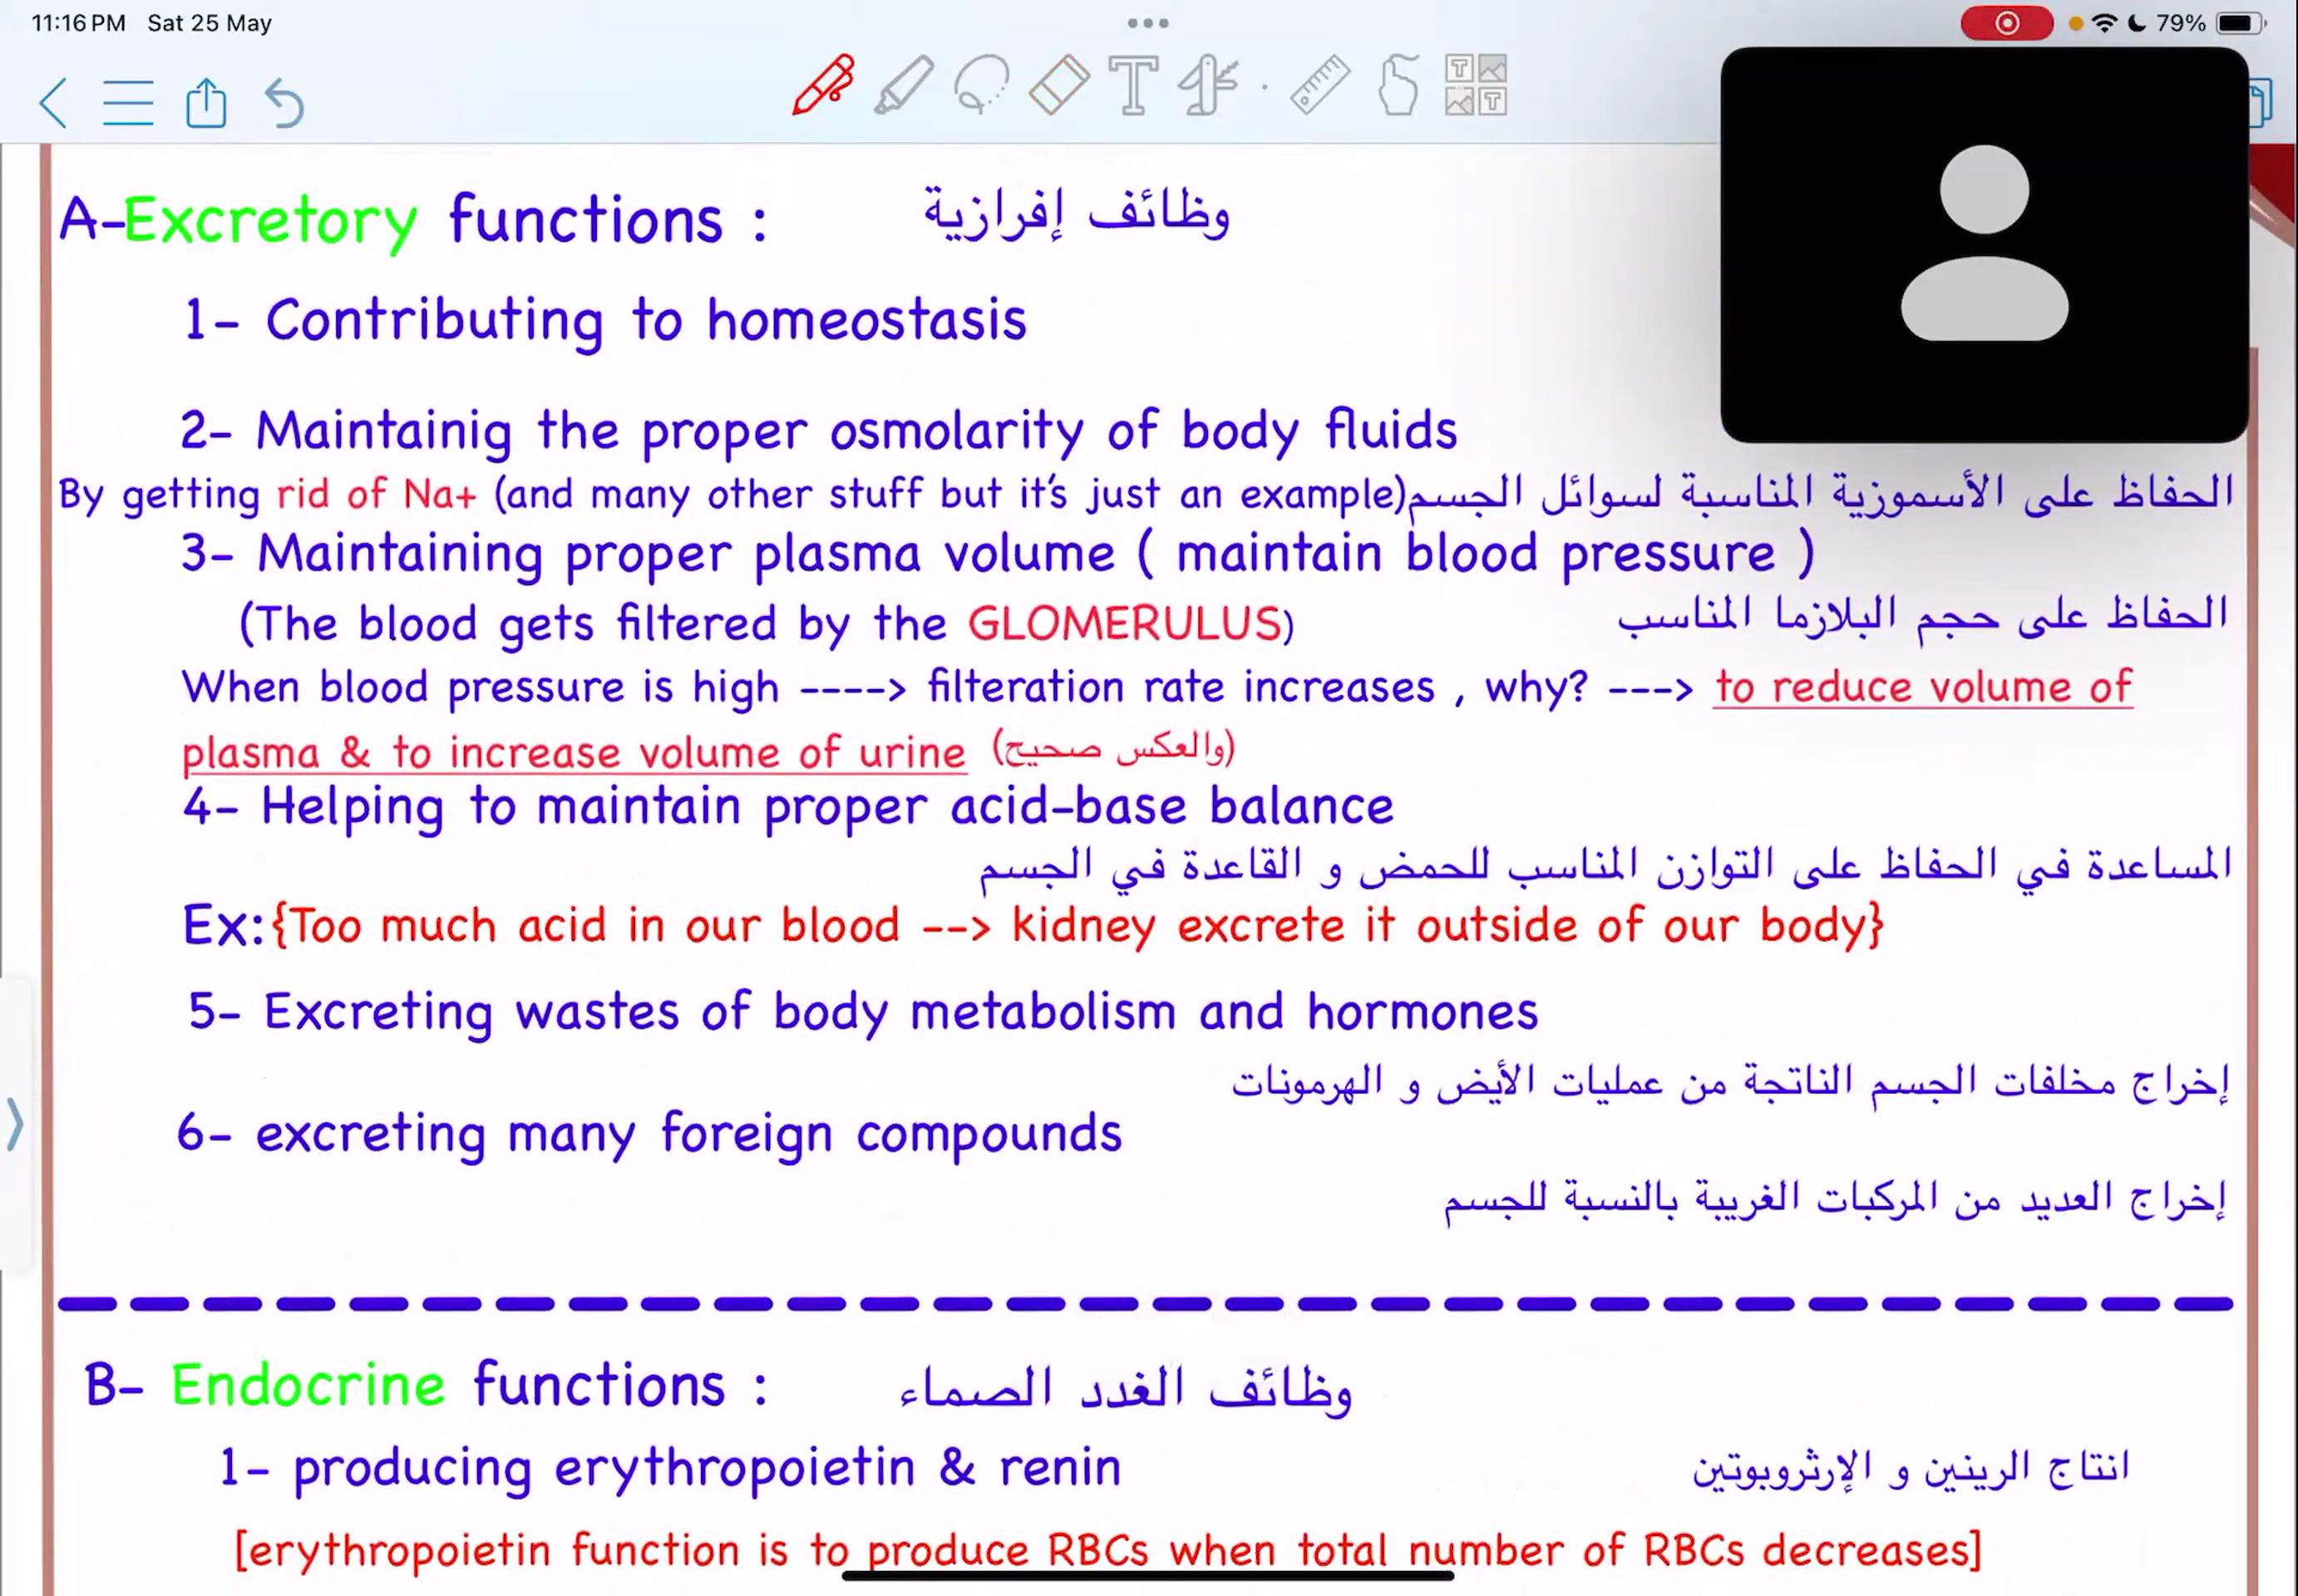 11:16 PM Sat 25 May
79%
A-Excretory functions : وظائف إفرازية
1- Contributing to homeostasis
2- Maintainig the proper osmolarity of body fluids
By getting rid of Na+ (and many other stuff but it's just an example) الحفاظ على الأسموزية المناسبة لسوائل الجسم
3- Maintaining proper plasma volume ( maintain blood pressure )
(The blood gets filtered by the GLOMERULUS) الحفاظ على حجم البلازما المناسب
When blood pressure is high ----> filteration rate increases , why? ---> to reduce volume of
plasma & to increase volume of urine (والعكس صحيح)
4- Helping to maintain proper acid-base balance
المساعدة في الحفاظ على التوازن المناسب للحمض و القاعدة في الجسم
Ex:{Too much acid in our blood --> kidney excrete it outside of our body}
5- Excreting wastes of body metabolism and hormones
إخراج مخلفات الجسم الناتجة من عمليات الأيض و الهرمونات
6- excreting many foreign compounds
إخراج العديد من المركبات الغريبة بالنسبة للجسم
B- Endocrine functions : وظائف الغدد الصماء
1- producing erythropoietin & renin انتاج الرينين و الإرثروبوتين
[erythropoietin function is to produce RBCs when total number of RBCs decreases]